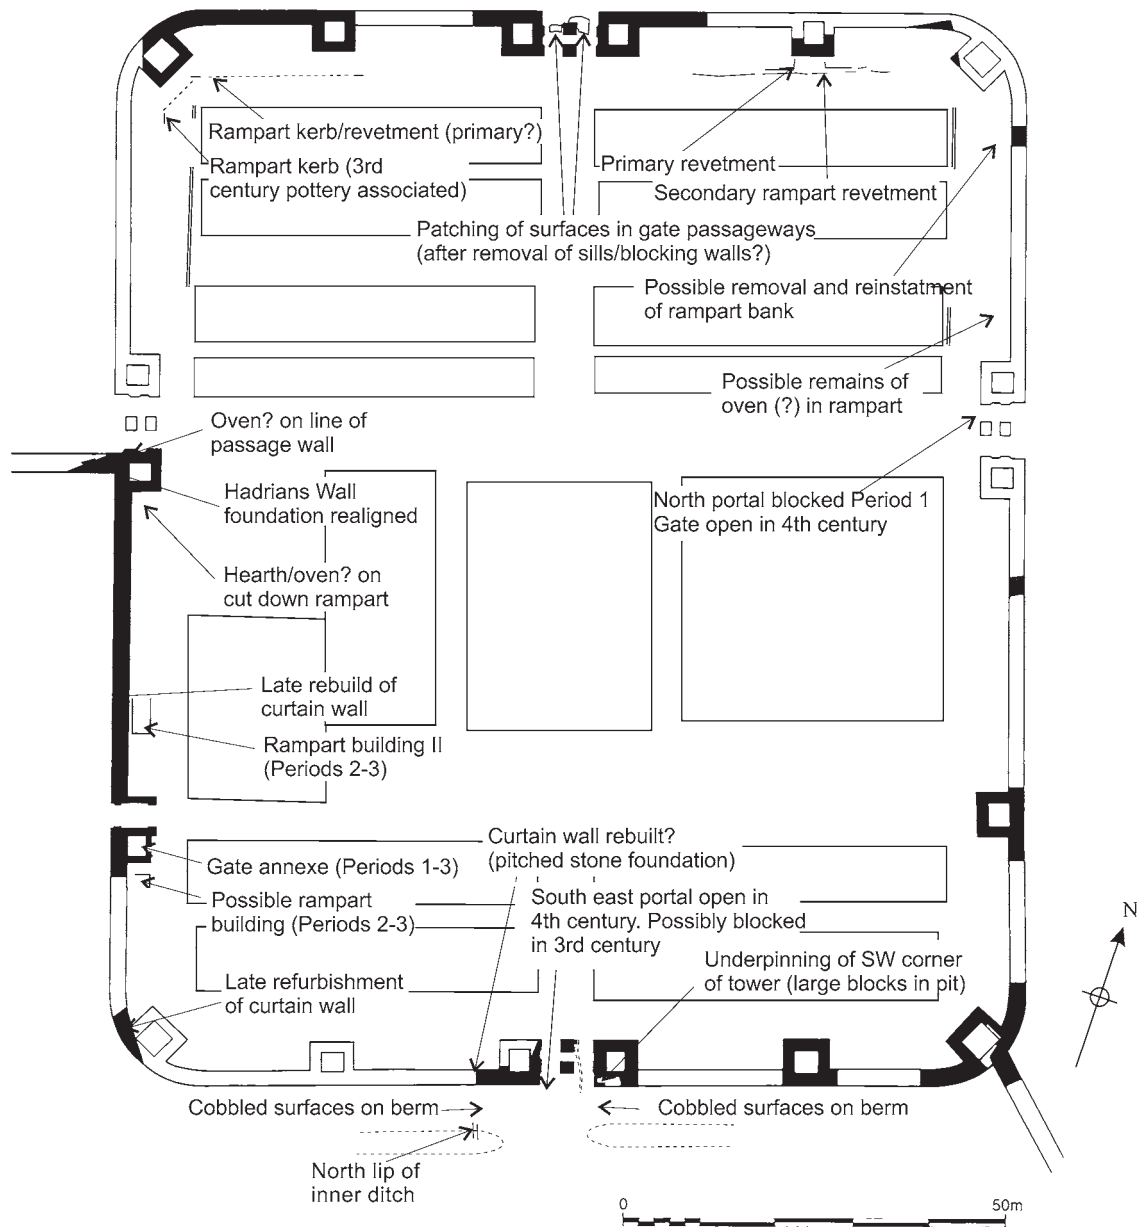 Rampart kerb/revetment (primary?)
Rampart kerb (3rd
century pottery associated)
Primary revetment
Secondary rampart revetment
Patching of surfaces in gate passageways
(after removal of sills/blocking walls?)
Possible removal and reinstatment
of rampart bank
Possible remains of
oven (?) in rampart
Oven? on line of
passage wall
Hadrians Wall
foundation realigned
North portal blocked Period 1
Gate open in 4th century
Hearth/oven? on
cut down rampart
Late rebuild of
curtain wall
Rampart building II
(Periods 2-3)
Curtain wall rebuilt?
(pitched stone foundation)
Gate annexe (Periods 1-3)
Possible rampart
building (Periods 2-3)
South east portal open in
4th century. Possibly blocked
in 3rd century
Underpinning of SW corner
of tower (large blocks in pit)
Late refurbishment
of curtain wall
N
Cobbled surfaces on berm
Cobbled surfaces on berm
North lip of
inner ditch
0
50m